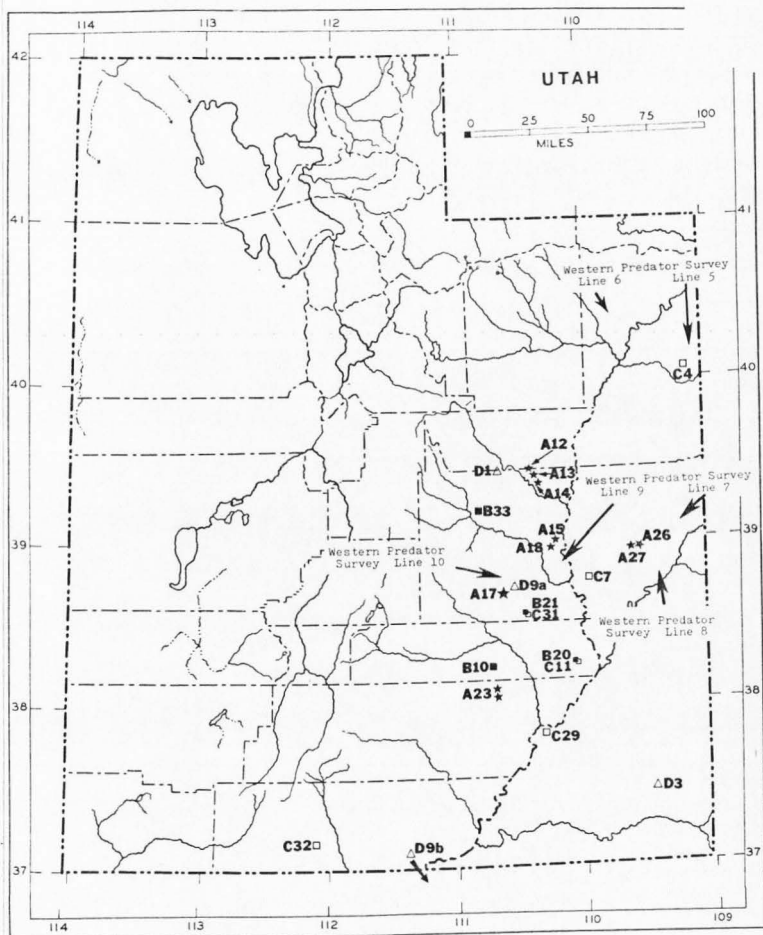 114 113 112 111 110
42
UTAH
0 25 50 75 100
MILES
41
41
Western Predator Survey
Line 6 Line 5
C4
40
40
A12
D1
A13
A14
Western Predator Survey
Line 9 Line 7
B33
A15
A18
A26
A27
39
39
Western Predator
Survey Line 10
D9a
C7
A17
B21
C31
Western Predator
Survey Line 8
B20
C11
B10
A23
38
38
C29
D3
C32
D9b
37
37
114 113 112 111 110 109